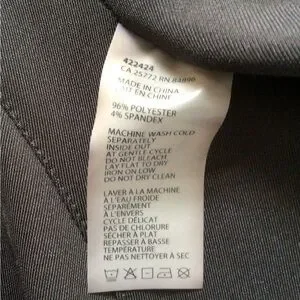 422424
CA 25772 RN 84896
MADE IN CHINA
FAIT EN CHINE
96% POLYESTER
4% SPANDEX
MACHINE WASH COLD
SEPARATELY
INSIDE OUT
AT GENTLE CYCLE
DO NOT BLEACH
LAY FLAT TO DRY
IRON ON LOW
DO NOT DRY CLEAN
LAVER À LA MACHINE
À L'EAU FROIDE
SÉPARÉMENT
À L'ENVERS
CYCLE DÉLICAT
PAS DE CHLORURE
SÉCHER À PLAT
REPASSER À BASSE
TEMPÉRATURE
NE PAS NETTOYER À SEC